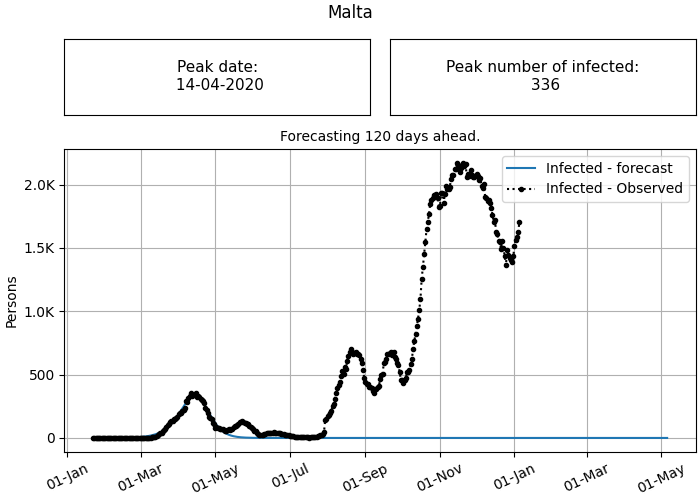 Malta
Peak date:
14-04-2020
Peak number of infected:
336
Forecasting 120 days ahead.
Infected - forecast
Infected - Observed
2.0K
1.5K
1.0K
500
0
Persons
01-Jan
01-Mar
01-May
01-Jul
01-Sep
01-Nov
01-Jan
01-Mar
01-May